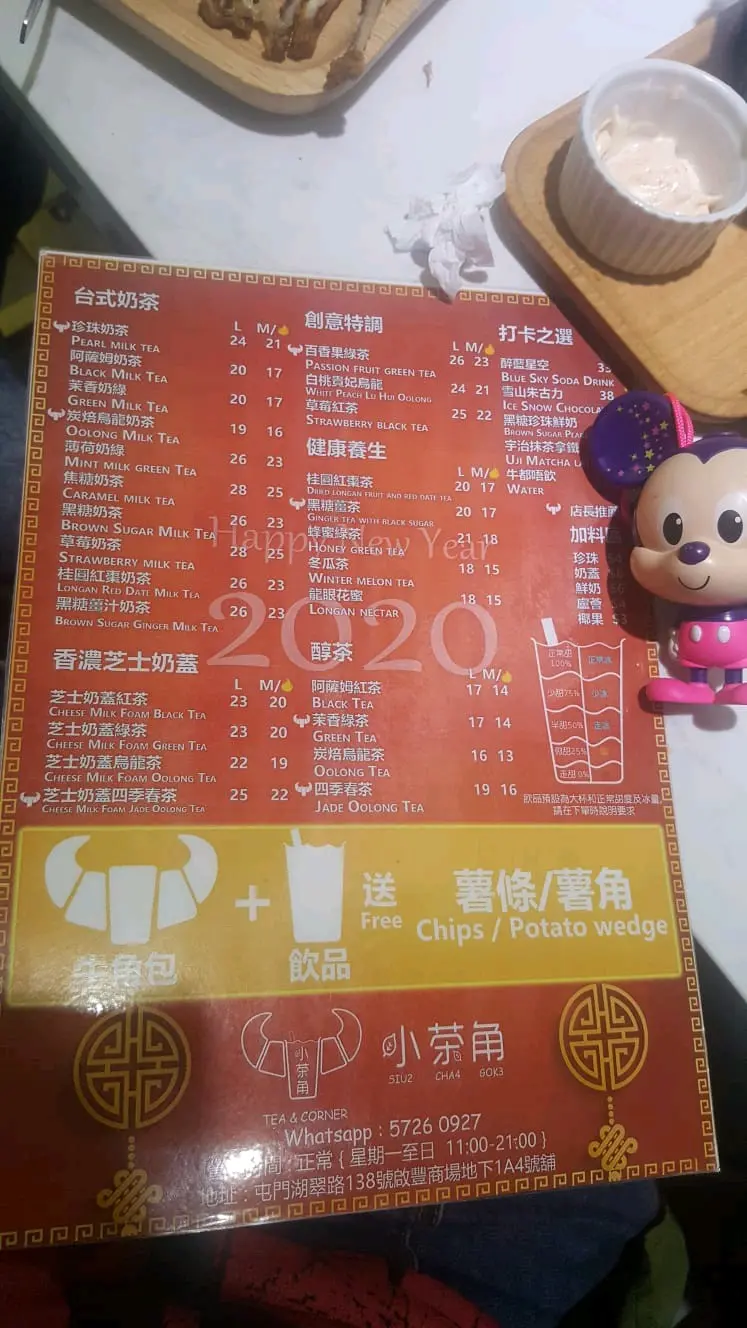 台式奶茶
L M/
珍珠奶茶 24 21
PEARL MILK TEA
阿薩姆奶茶 20 17
BLACK MILK TEA
茉香奶綠 20 17
GREEN MILK TEA
炭焙烏龍奶茶 19 16
OOLONG MILK TEA
薄荷奶綠 26 23
MINT MILK GREEN TEA
焦糖奶茶 28 25
CARAMEL MILK TEA
黑糖奶茶 26 23
BROWN SUGAR MILK TEA
草莓奶茶 28 25
STRAWBERRY MILK TEA
桂圓紅棗奶茶 26 23
LONGAN RED DATE MILK TEA
黑糖薑汁奶茶 26 23
BROWN SUGAR GINGER MILK TEA
香濃芝士奶蓋
L M/
芝士奶蓋紅茶 23 20
CHEESE MILK FOAM BLACK TEA
芝士奶蓋綠茶 23 20
CHEESE MILK FOAM GREEN TEA
芝士奶蓋烏龍茶 22 19
CHEESE MILK FOAM OOLONG TEA
芝士奶蓋四季春茶 25 22
CHEESE MILK FOAM JADE OOLONG TEA
創意特調
L M/
百香果綠茶 26 23
PASSION FRUIT GREEN TEA
白桃貴妃烏龍 24 21
WHITE PEACH LU HUI OOLONG
草莓紅茶 25 22
STRAWBERRY BLACK TEA
健康養生
L M/
桂圓紅棗茶 20 17
DRIED LONGAN FRUIT AND RED DATE TEA
黑糖薑茶 20 17
GINGER TEA WITH BLACK SUGAR
蜂蜜綠茶 21 18
HONEY GREEN TEA
冬瓜茶 18 15
WINTER MELON TEA
龍眼花蜜 18 15
LONGAN NECTAR
醇茶
L M/
阿薩姆紅茶 17 14
BLACK TEA
茉香綠茶 17 14
GREEN TEA
炭焙烏龍茶 16 13
OOLONG TEA
四季春茶 19 16
JADE OOLONG TEA
打卡之選
醉藍星空
BLUE SKY SODA DRINK
雪山朱古力 38
ICE SNOW
黑糖珍珠鮮奶
BROWN SUGAR
宇治抹茶拿鐵
UJI MATCHA
牛都唔飲
WATER
店長推
加料
珍珠
奶蓋
鮮奶
蘆薈
椰果
正常甜 100% 正常冰
少甜75% 少冰
半甜50% 走冰
微甜25%
走甜 0%
飲品預設為大杯和正常甜度及冰量,
請在下單時說明要求
Happy New Year
2020
+ 送 薯條/薯角
Free Chips / Potato wedge
牛角包 飲品
小茶角
小茶角
SIU2 CHA4 GOK3
TEA & CORNER
Whatsapp : 5726 0927
間 : 正常 { 星期一至日 11:00-21:00 }
地址 : 屯門湖翠路138號啟豐商場地下1A4號舖